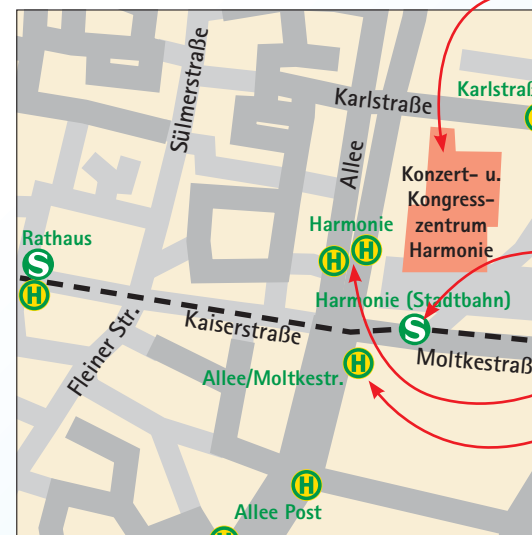 Sülmerstraße
Karlstraße
Karlstraß
Allee
Konzert- u.
Kongress-
zentrum
Harmonie
Harmonie
H
H
Rathaus
S
H
Harmonie (Stadtbahn)
S
Kaiserstraße
Moltkestraß
Fleiner Str.
Allee/Moltkestr.
H
H
Allee Post
H